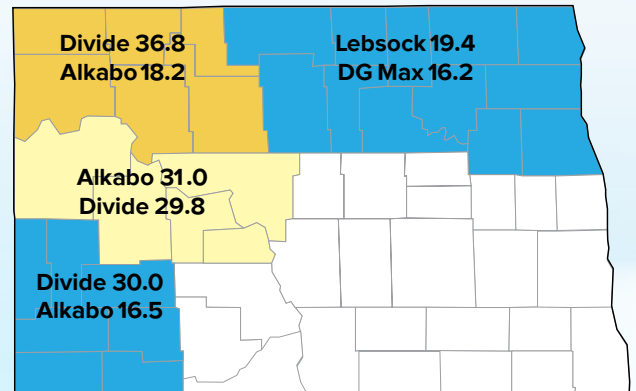 Divide 36.8
Alkabo 18.2
Lebsock 19.4
DG Max 16.2
Alkabo 31.0
Divide 29.8
Divide 30.0
Alkabo 16.5